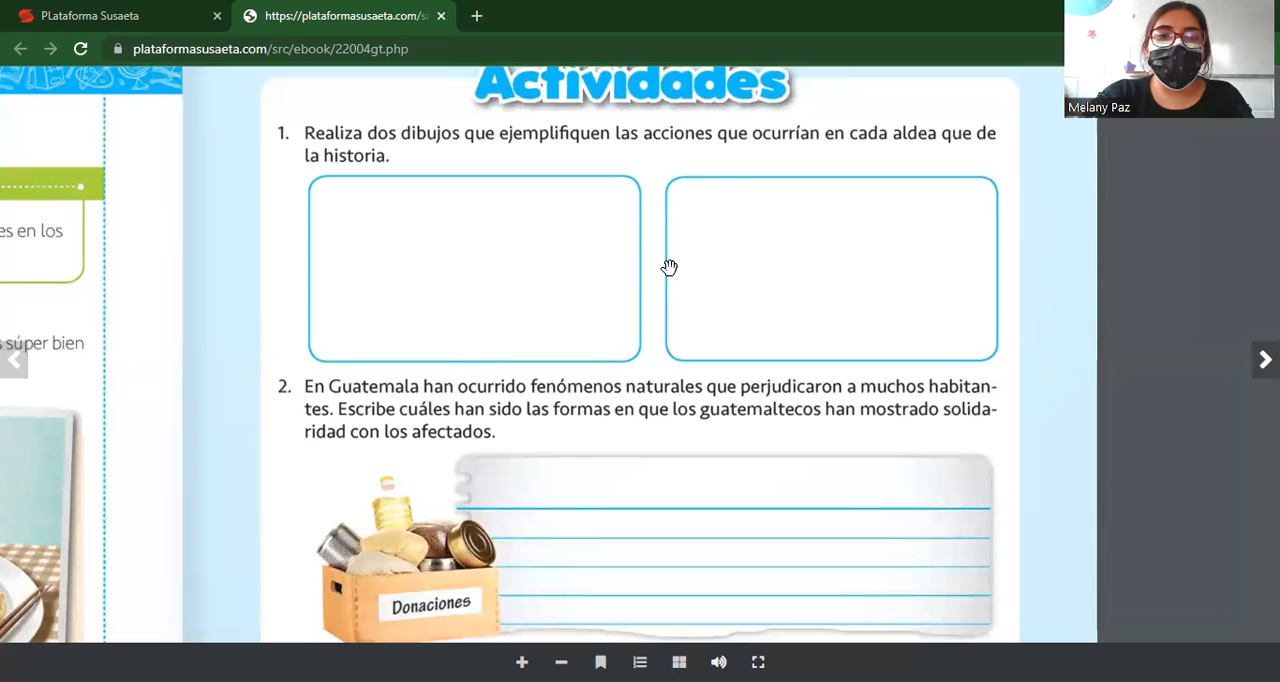 PLataforma Susaeta
https://plataformasusaeta.com/s
plataformasusaeta.com/src/ebook/22004gt.php
Melany Paz
Actividades
1. Realiza dos dibujos que ejemplifiquen las acciones que ocurrían en cada aldea que de
la historia.
es en los
súper bien
2. En Guatemala han ocurrido fenómenos naturales que perjudicaron a muchos habitan-
tes. Escribe cuáles han sido las formas en que los guatemaltecos han mostrado solida-
ridad con los afectados.
Donaciones